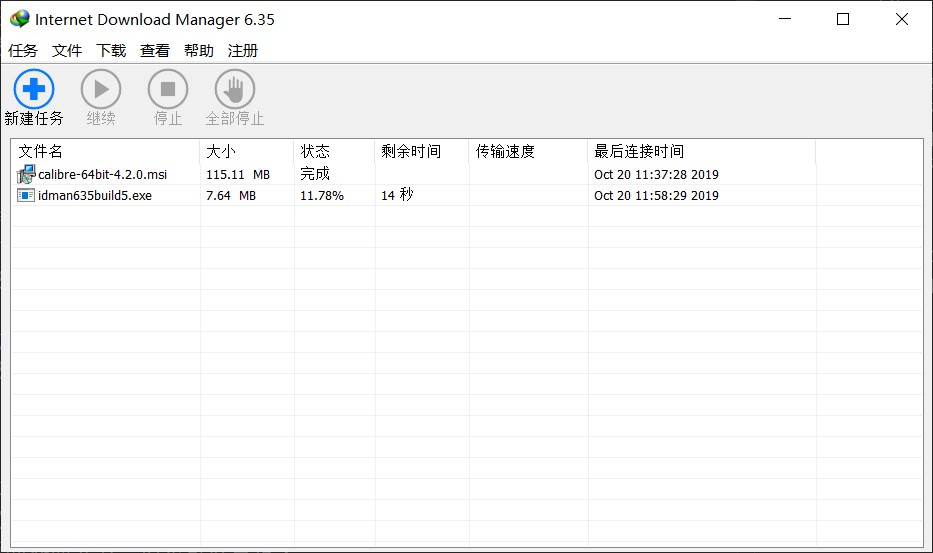 Internet Download Manager 6.35
任务 文件 下载 查看 帮助 注册
新建任务 继续 停止 全部停止
文件名 大小 状态 剩余时间 传输速度 最后连接时间
calibre-64bit-4.2.0.msi 115.11 MB 完成 Oct 20 11:37:28 2019
idman635build5.exe 7.64 MB 11.78% 14 秒 Oct 20 11:58:29 2019